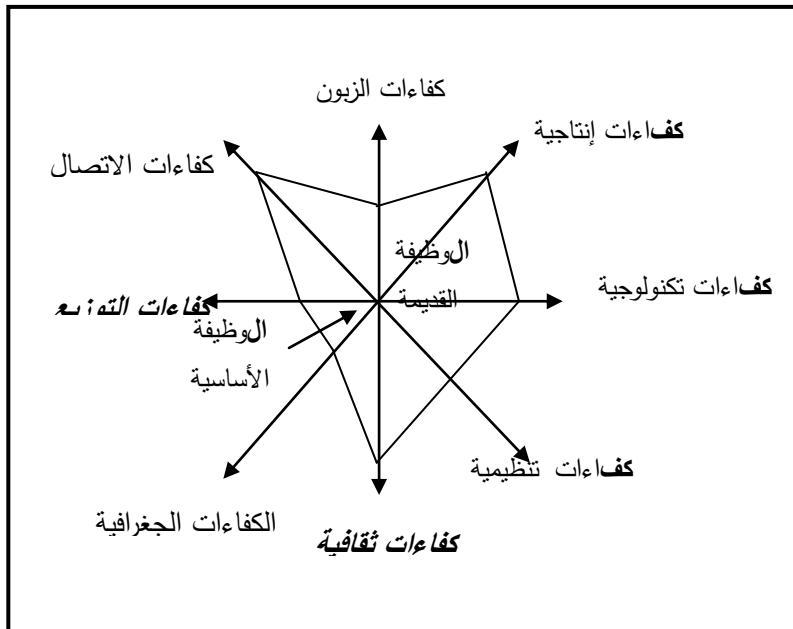 كفاءات الزبون
كفاءات إنتاجية
كفاءات الاتصال
الوظيفة
القديمة
كفاءات تكنولوجية
كفاءات التوزيع
الوظيفة
الأساسية
كفاءات تنظيمية
الكفاءات الجغرافية
كفاءات ثقافية